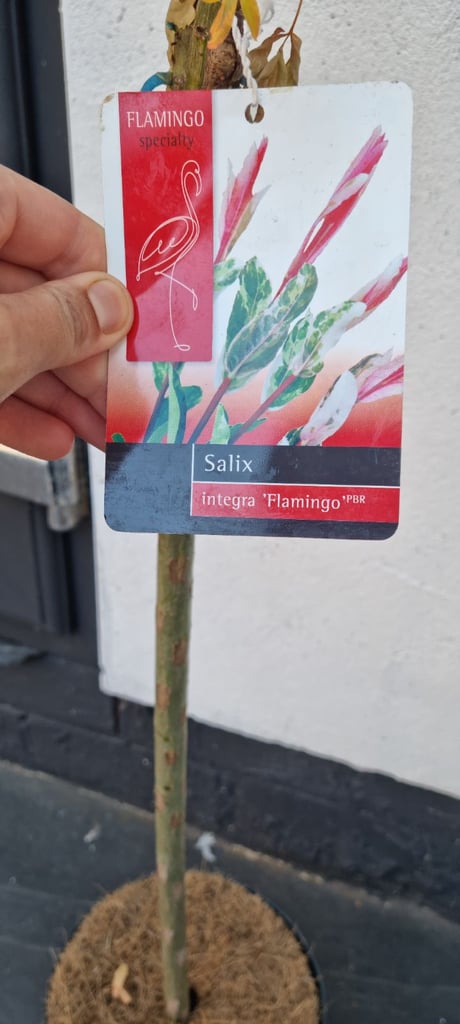 FLAMINGO
specialty
Salix
integra 'Flamingo'PBR